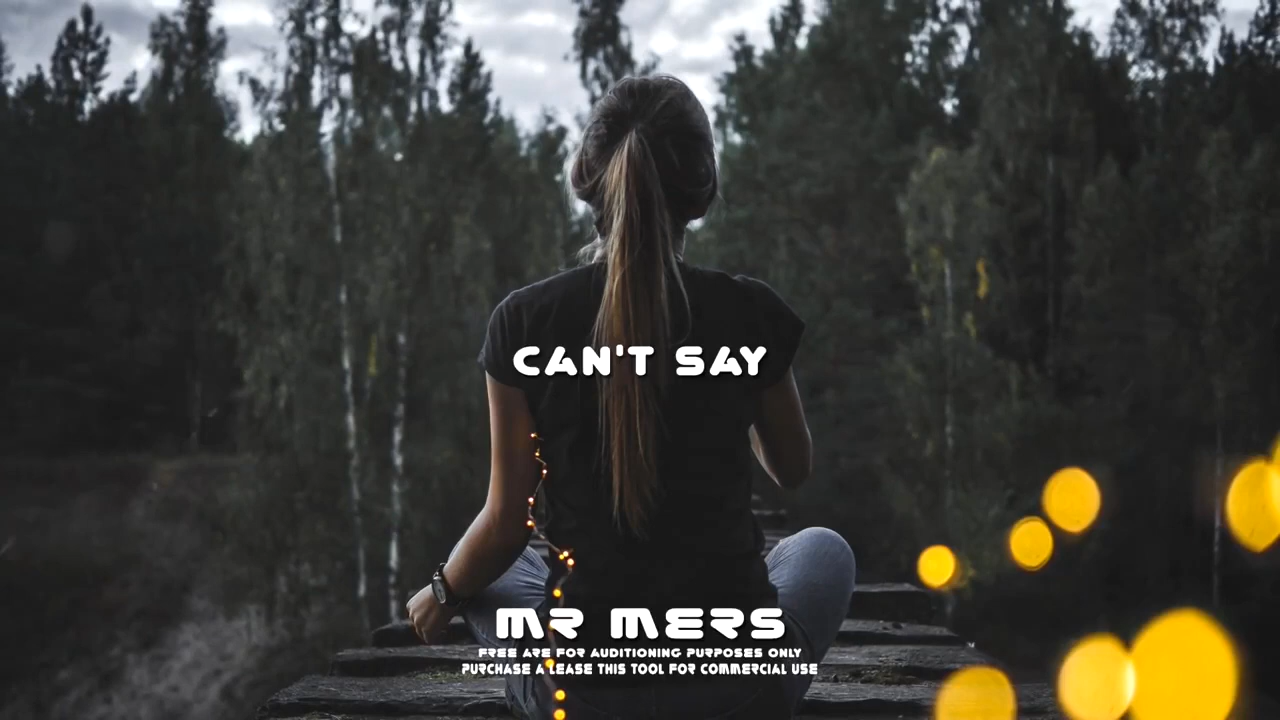 CAN'T SAY
MR MERS
FREE ARE FOR AUDITIONING PURPOSES ONLY
PURCHASE A LEASE THIS TOOL FOR COMMERCIAL USE